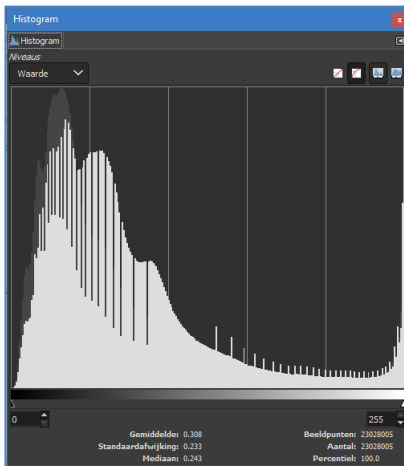 Histogram
x
Histogram
Niveaus
Waarde
0
255
Gemiddelde: 0.308
Beeldpunten: 23028005
Standaardafwijking: 0.233
Aantal: 23028005
Mediaan: 0.243
Percentiel: 100.0